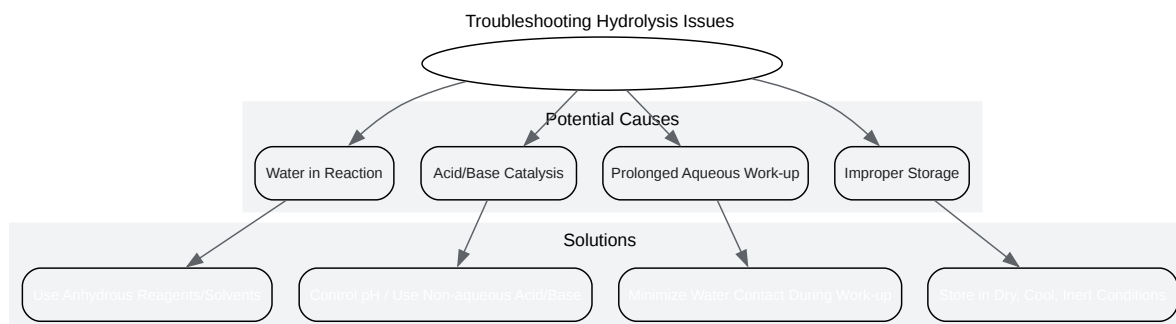 Troubleshooting Hydrolysis Issues
Potential Causes
Water in Reaction
Acid/Base Catalysis
Prolonged Aqueous Work-up
Improper Storage
Solutions
Use Anhydrous Reagents/Solvents
Control pH / Use Non-aqueous Acid/Base
Minimize Water Contact During Work-up
Store in Dry, Cool, Inert Conditions